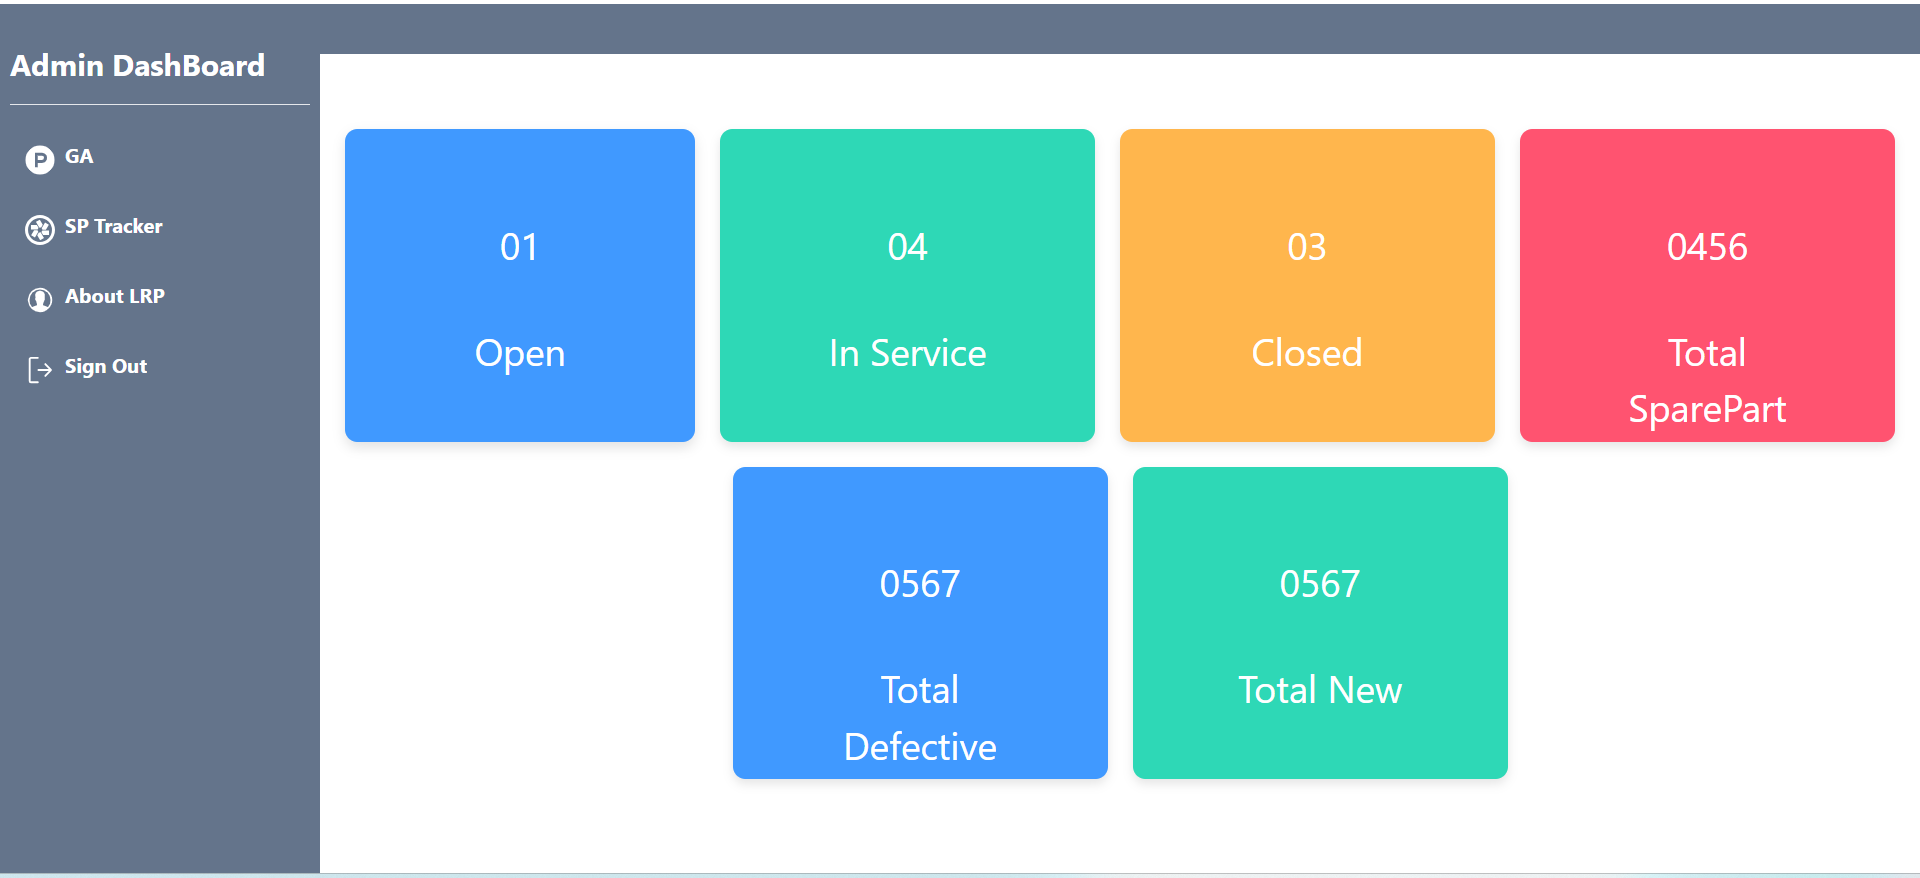 Admin DashBoard
GA
SP Tracker
About LRP
Sign Out
01
Open
04
In Service
03
Closed
0456
Total
SparePart
0567
Total
Defective
0567
Total New